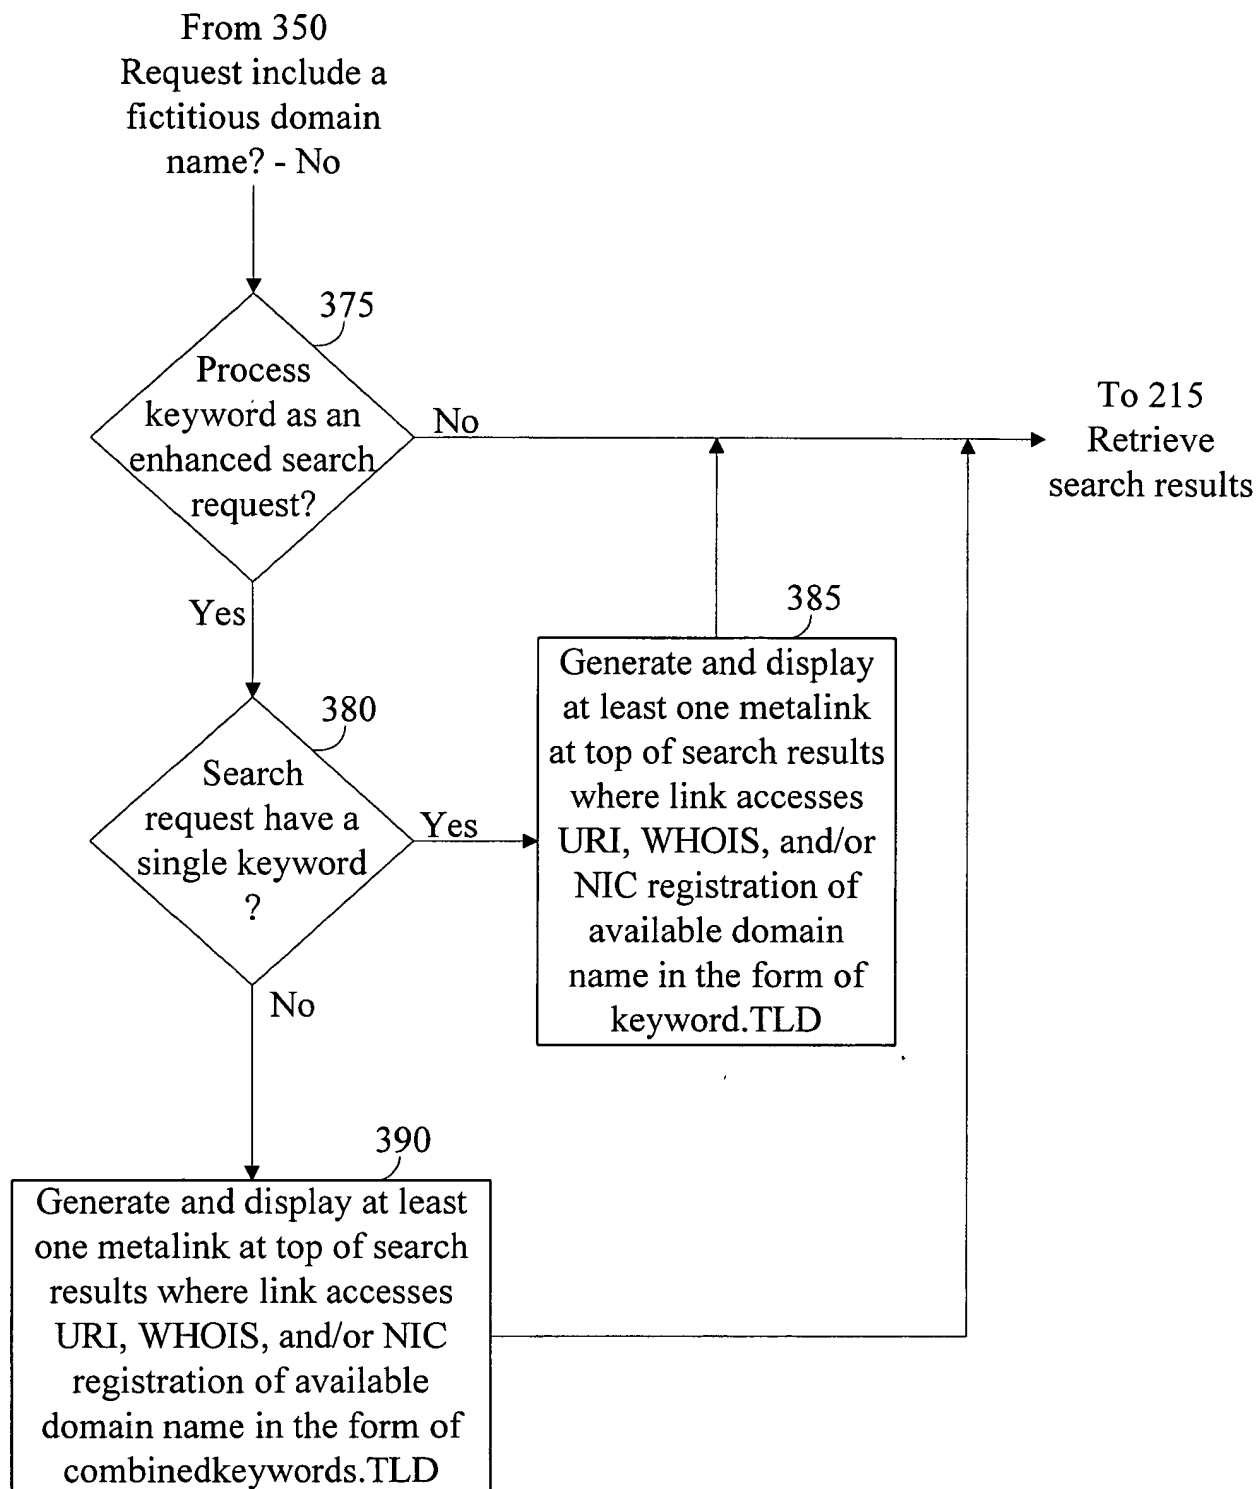 From 350
Request include a
fictitious domain
name? - No
375
Process
keyword as an
enhanced search
request?
No
To 215
Retrieve
search results
Yes
380
Search
request have a
single keyword
?
Yes
385
Generate and display
at least one metalink
at top of search results
where link accesses
URI, WHOIS, and/or
NIC registration of
available domain
name in the form of
keyword.TLD
No
390
Generate and display at least
one metalink at top of search
results where link accesses
URI, WHOIS, and/or NIC
registration of available
domain name in the form of
combinedkeywords.TLD